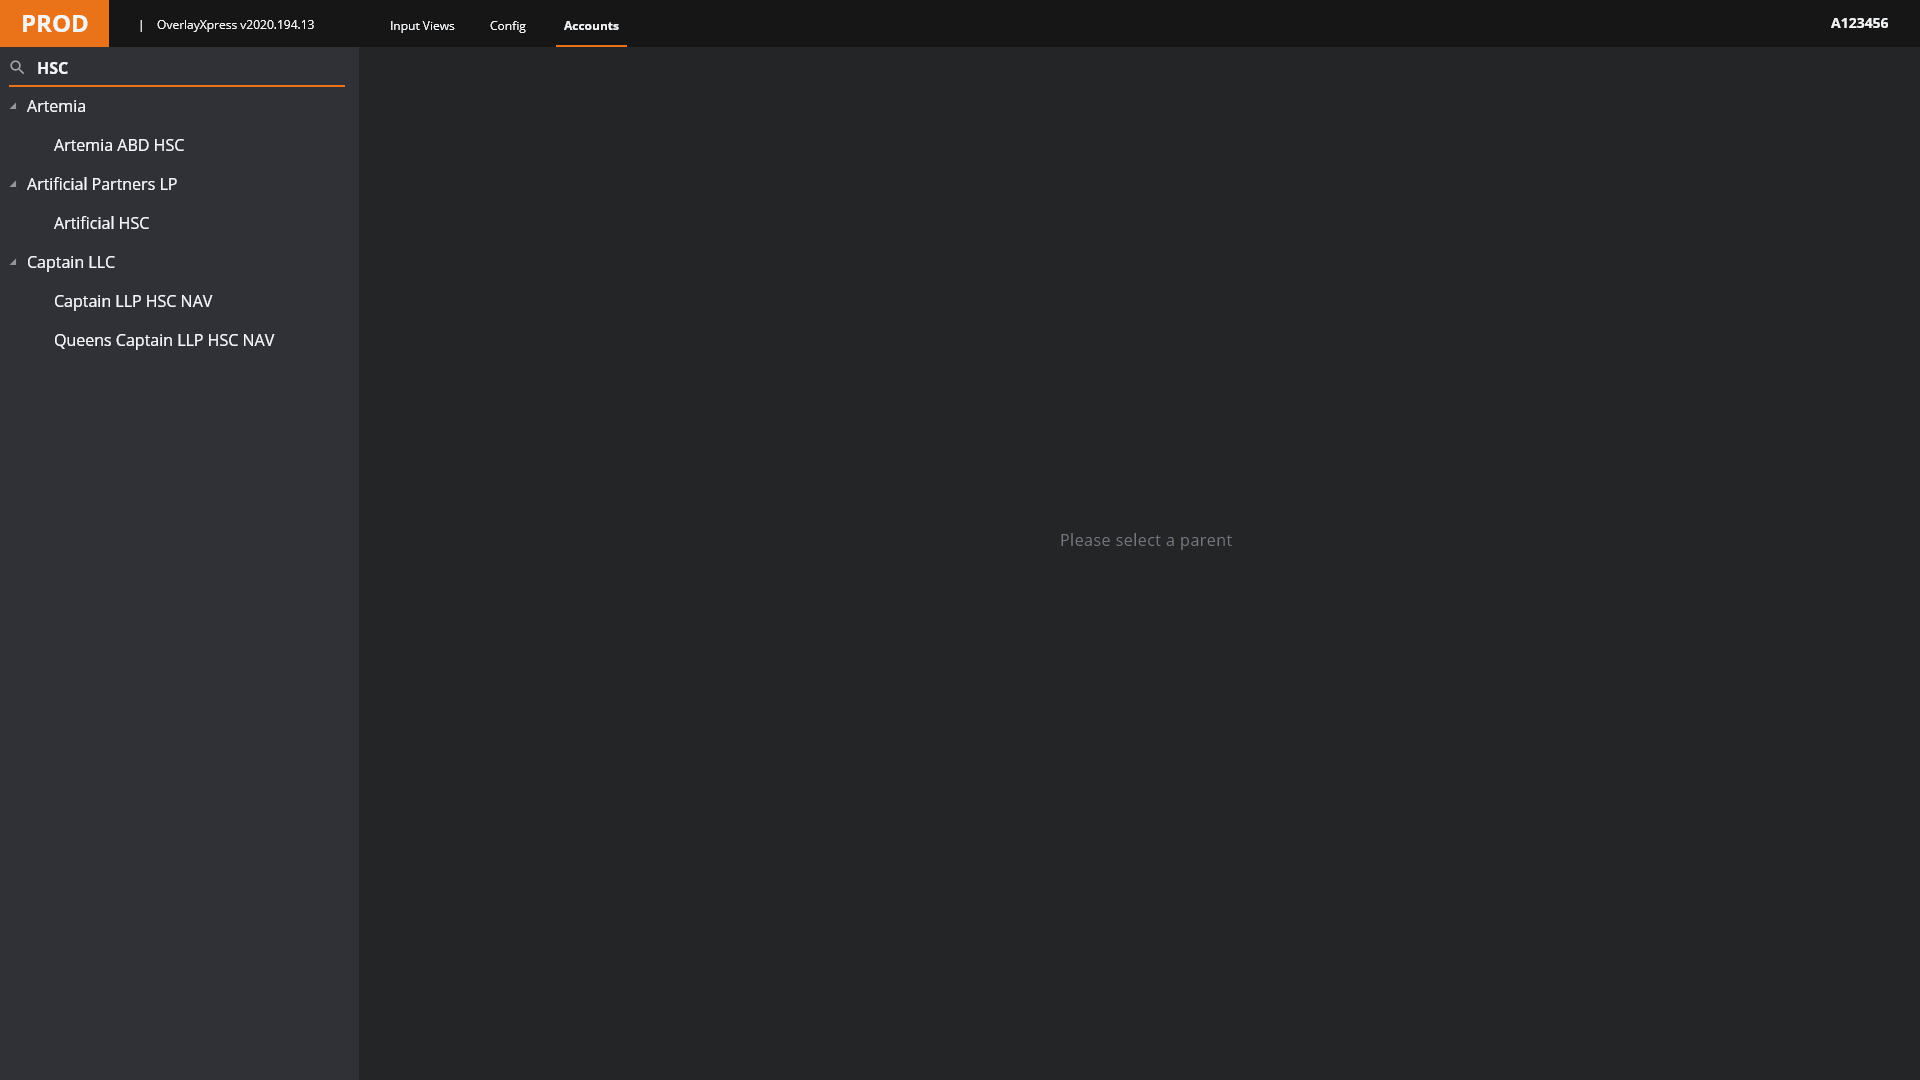 PROD | OverlayXpress v2020.194.13 Input Views Config Accounts A123456
HSC
Artemia
Artemia ABD HSC
Artificial Partners LP
Artificial HSC
Captain LLC
Captain LLP HSC NAV
Queens Captain LLP HSC NAV
Please select a parent